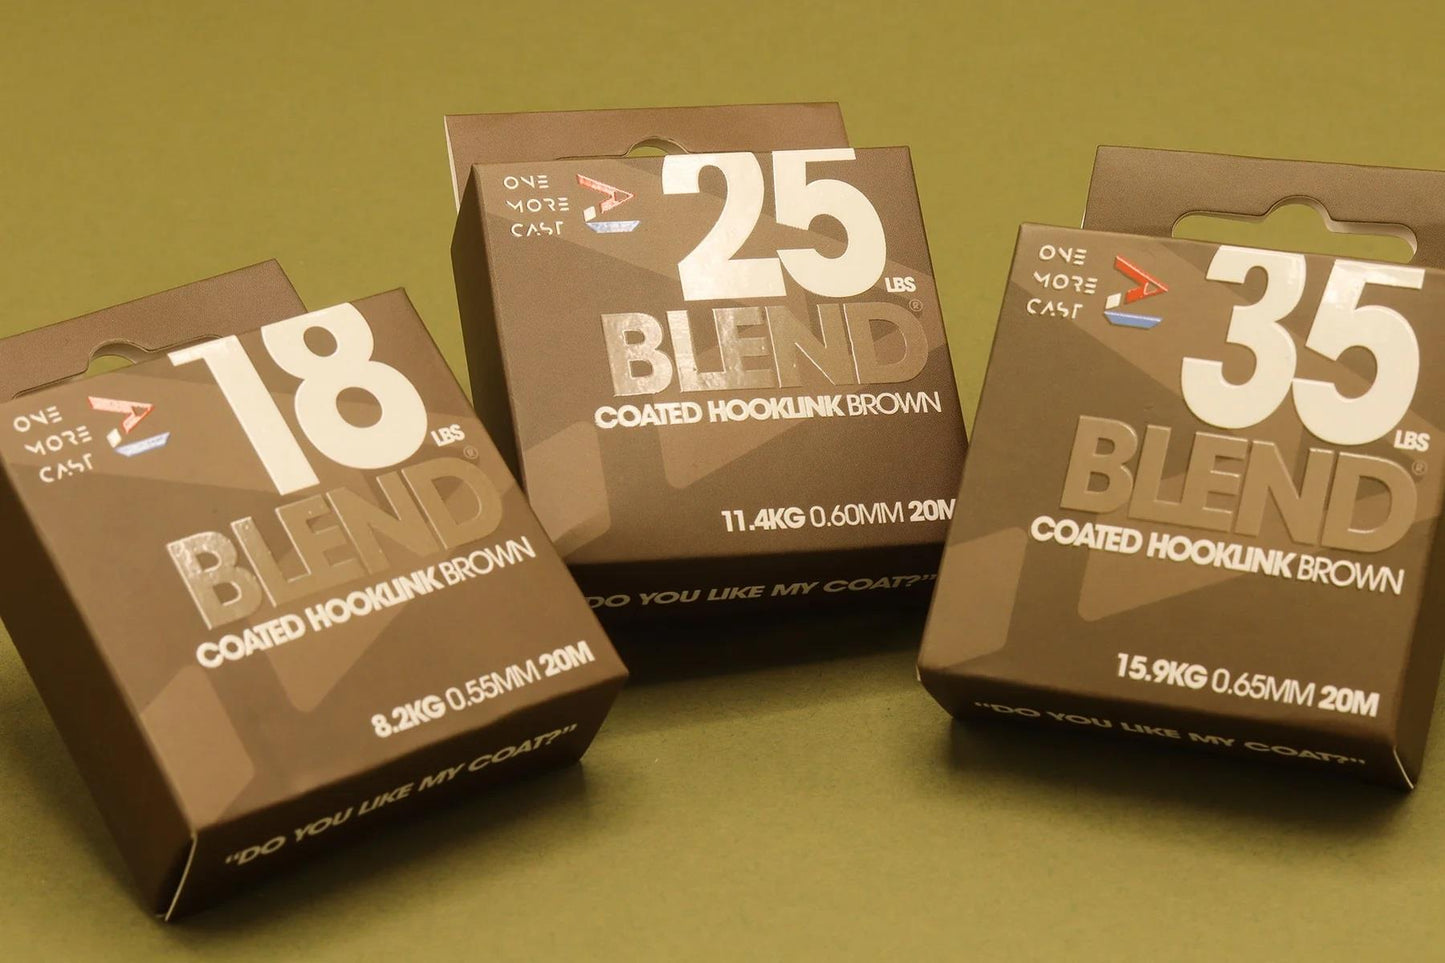 ONE
MORE
CAST
18
LBS
BLEND®
COATED HOOKLINK BROWN
8.2KG 0.55MM 20M
"DO YOU LIKE MY COAT?"
ONE
MORE
CAST
25
LBS
BLEND®
COATED HOOKLINK BROWN
11.4KG 0.60MM 20M
DO YOU LIKE MY COAT?"
ONE
MORE
CAST
35
LBS
BLEND®
COATED HOOKLINK BROWN
15.9KG 0.65MM 20M
"DO YOU LIKE MY COAT?"